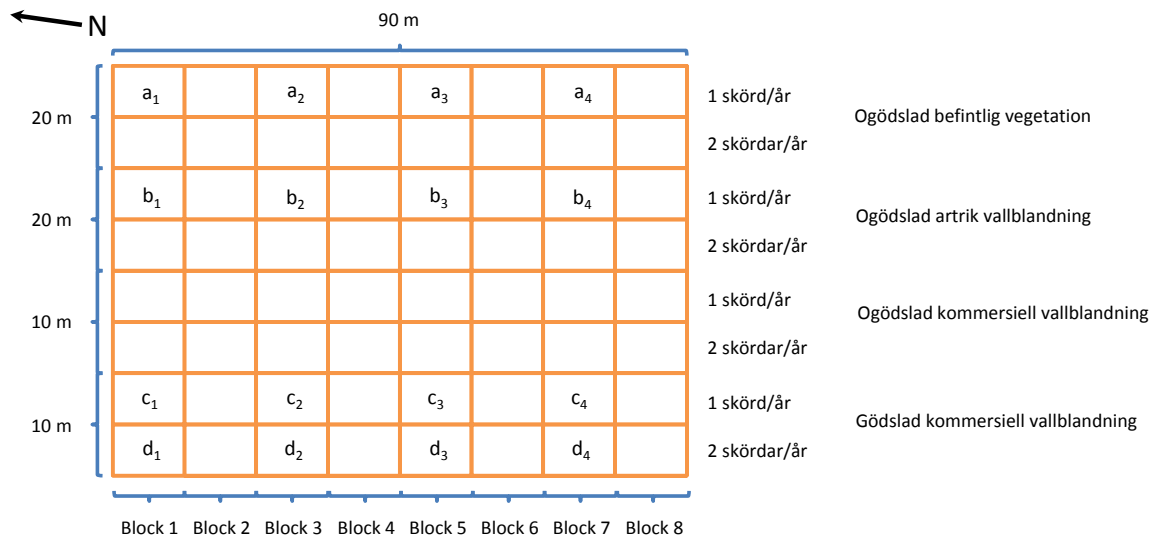 N
90 m
a₁ a₂ a₃ a₄ 1 skörd/år
20 m Ogödslad befintlig vegetation
2 skördar/år
b₁ b₂ b₃ b₄ 1 skörd/år
20 m Ogödslad artrik vallblandning
2 skördar/år
1 skörd/år
10 m Ogödslad kommersiell vallblandning
2 skördar/år
c₁ c₂ c₃ c₄ 1 skörd/år
10 m Gödslad kommersiell vallblandning
d₁ d₂ d₃ d₄ 2 skördar/år
Block 1 Block 2 Block 3 Block 4 Block 5 Block 6 Block 7 Block 8